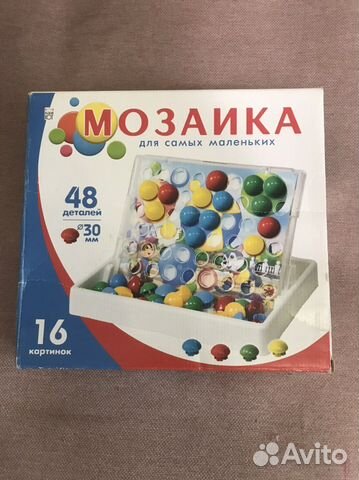 МОЗАИКА
для самых маленьких
48
деталей
⌀30
мм
16
картинок
Avito